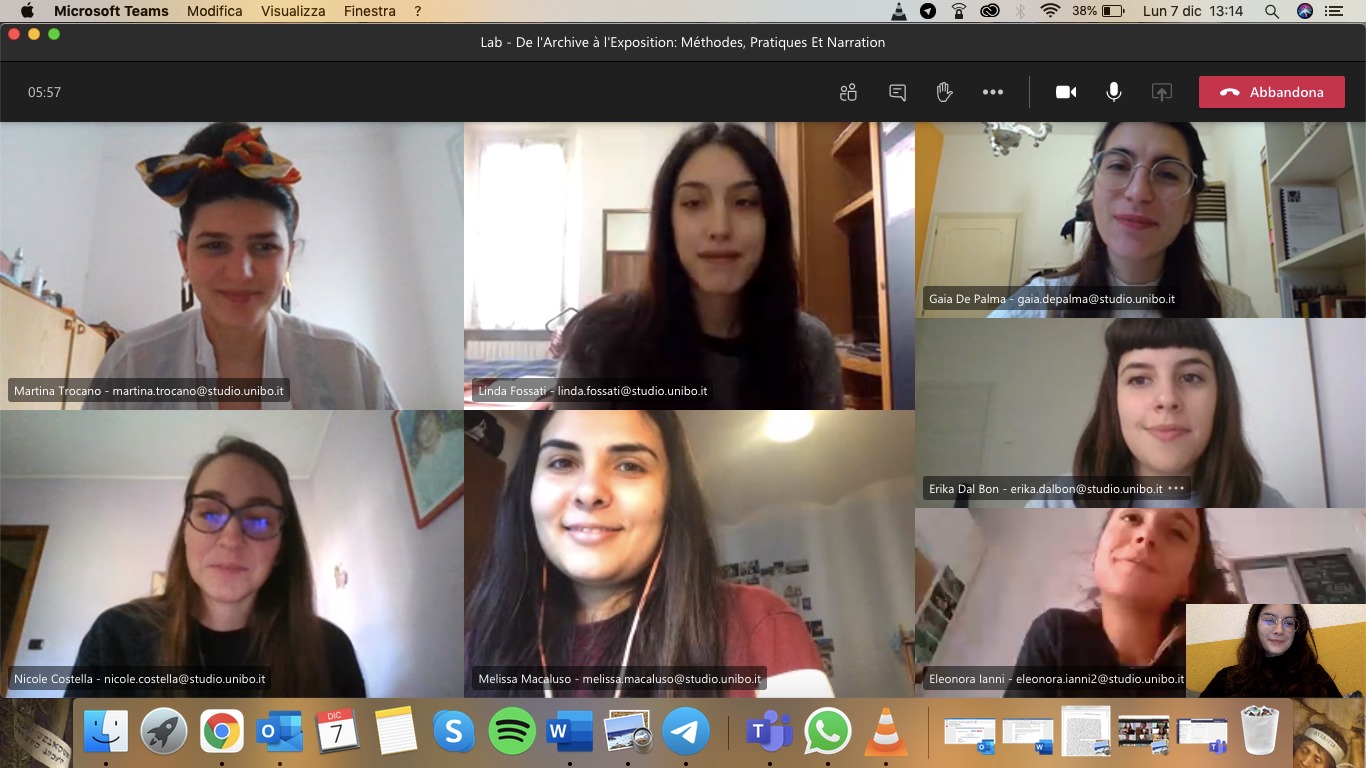 Microsoft Teams Modifica Visualizza Finestra ? 38% Lun 7 dic 13:14
Lab - De l'Archive à l'Exposition: Méthodes, Pratiques Et Narration
05:57 Abbandona
Gaia De Palma - gaia.depalma@studio.unibo.it
Martina Trocano - martina.trocano@studio.unibo.it
Linda Fossati - linda.fossati@studio.unibo.it
Erika Dal Bon - erika.dalbon@studio.unibo.it •••
Nicole Costella - nicole.costella@studio.unibo.it
Melissa Macaluso - melissa.macaluso@studio.unibo.it
Eleonora Ianni - eleonora.ianni2@studio.unibo.it
DIC
7